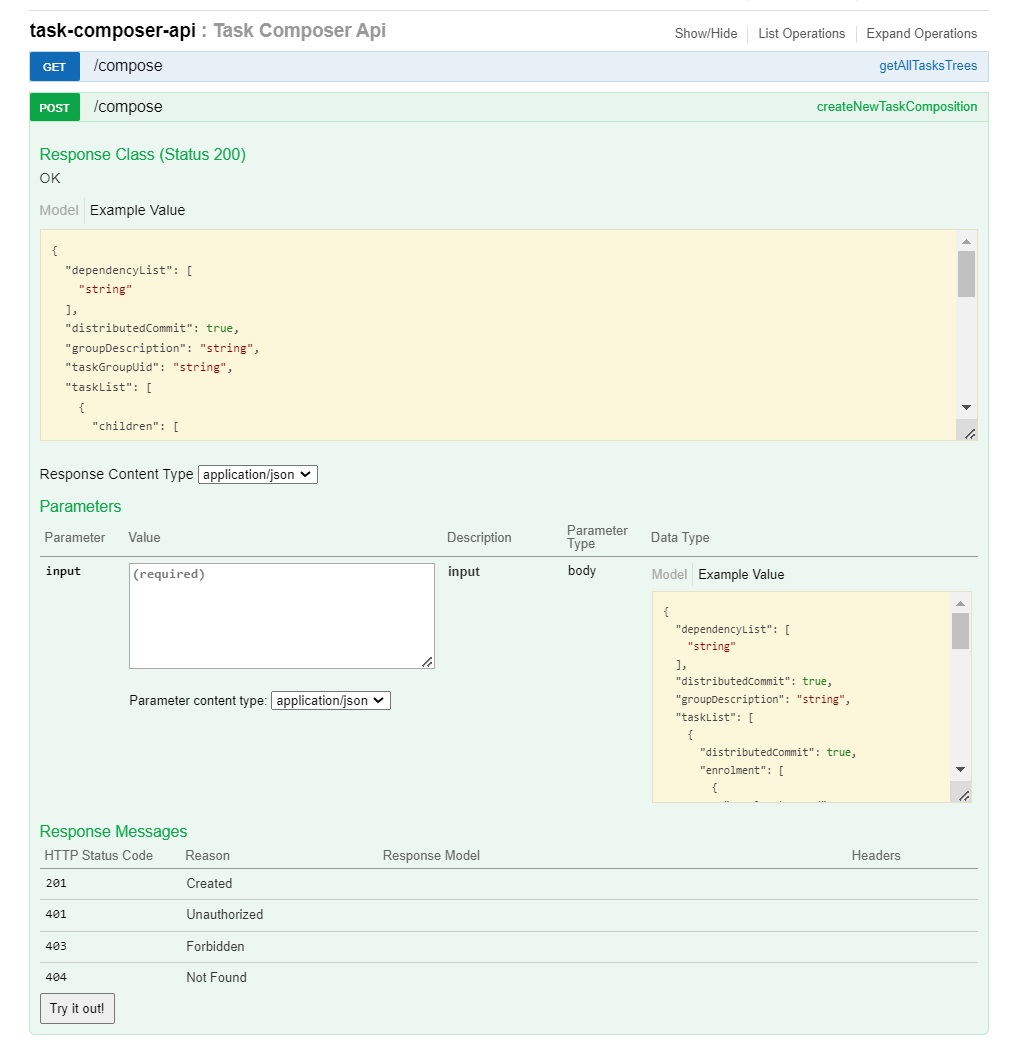 task-composer-api : Task Composer Api
Show/Hide
List Operations
Expand Operations
GET /compose getAllTasksTrees
POST /compose createNewTaskComposition
Response Class (Status 200)
OK
Model Example Value
{
"dependencyList": [
"string"
],
"distributedCommit": true,
"groupDescription": "string",
"taskGroupUid": "string",
"taskList": [
{
"children": [
Response Content Type application/json
Parameters
Parameter Value Description Parameter Type Data Type
input (required) input body
Model Example Value
{
"dependencyList": [
"string"
],
"distributedCommit": true,
"groupDescription": "string",
"taskList": [
{
"distributedCommit": true,
"enrolment": [
{
Parameter content type: application/json
Response Messages
HTTP Status Code Reason Response Model Headers
201 Created
401 Unauthorized
403 Forbidden
404 Not Found
Try it out!